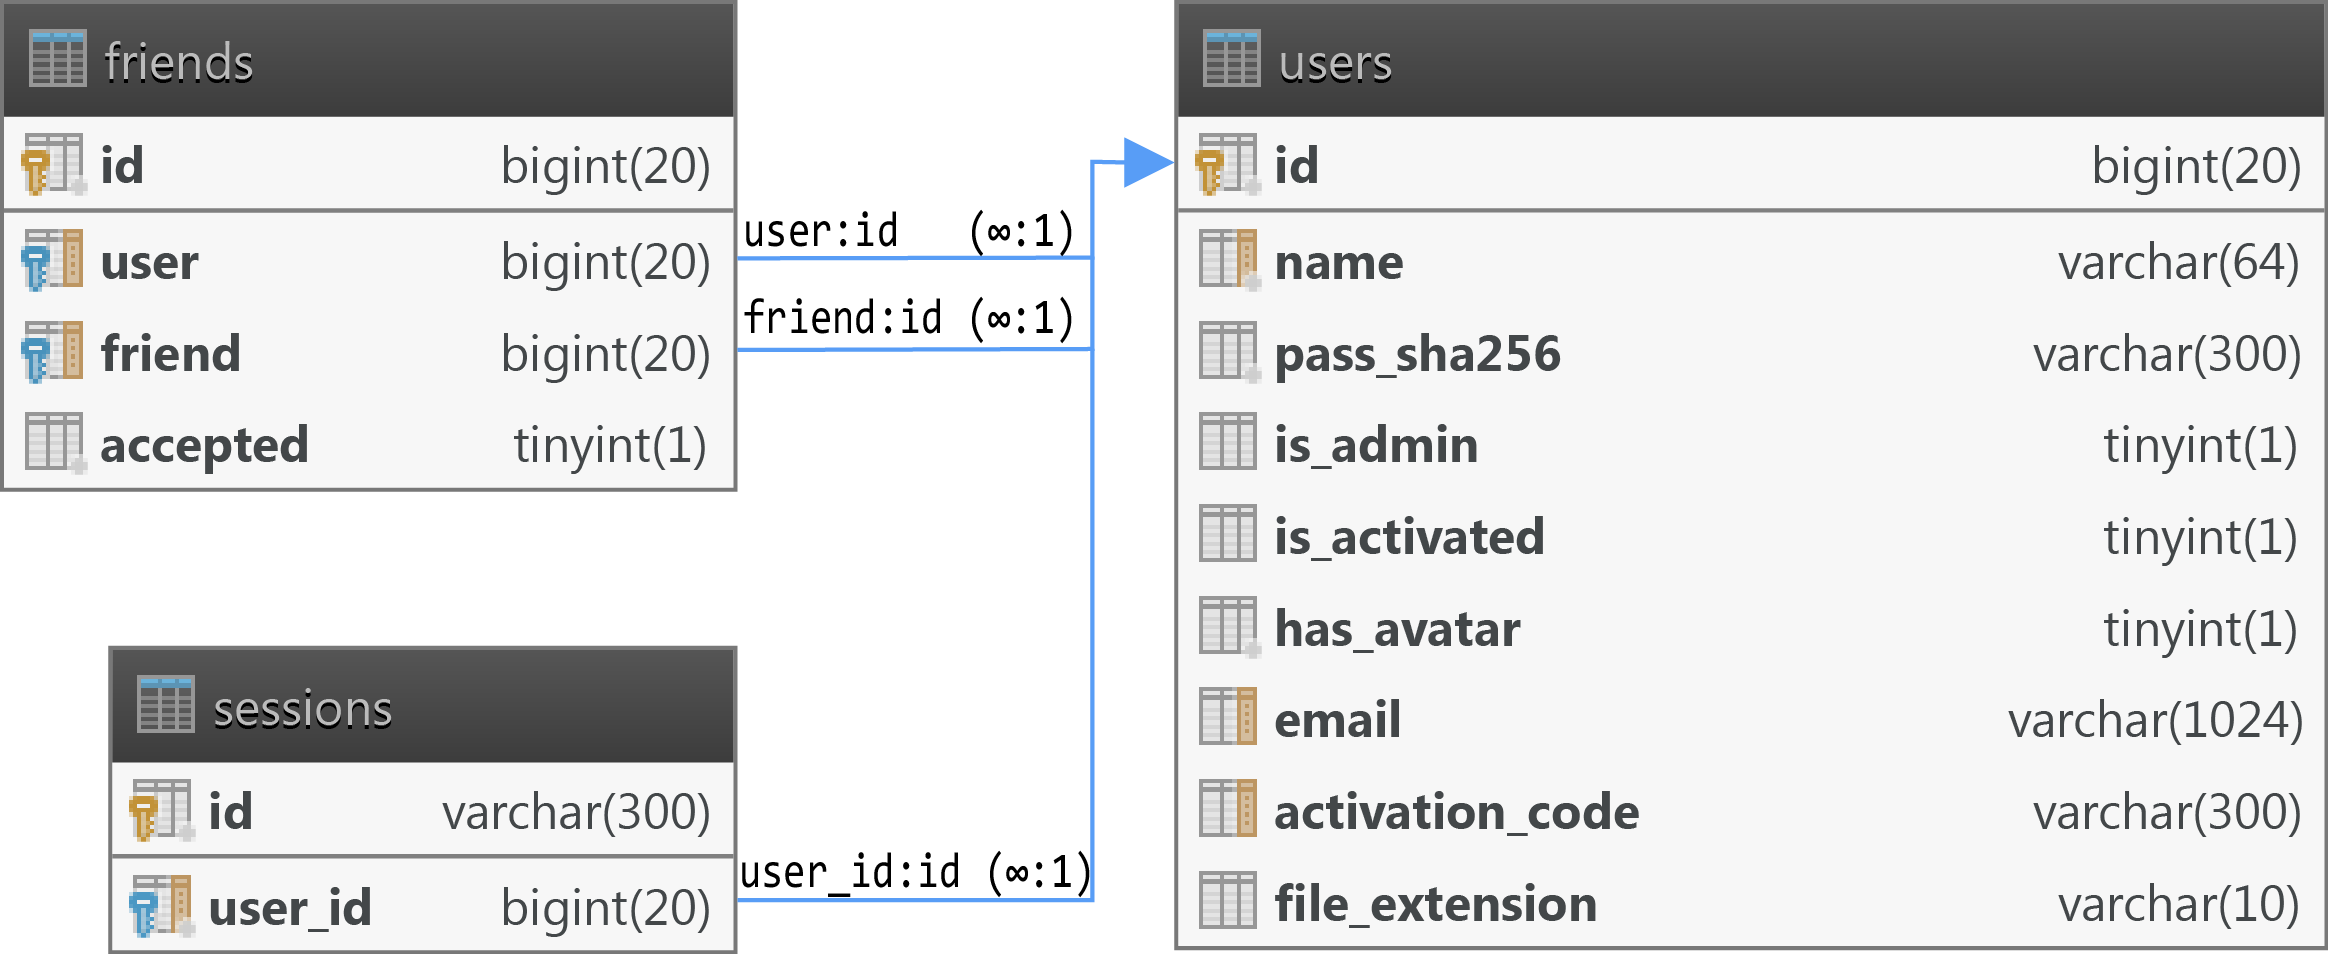 friends
id bigint(20)
user bigint(20)
friend bigint(20)
accepted tinyint(1)
user:id (∞:1)
friend:id (∞:1)
sessions
id varchar(300)
user_id bigint(20)
user_id:id (∞:1)
users
id bigint(20)
name varchar(64)
pass_sha256 varchar(300)
is_admin tinyint(1)
is_activated tinyint(1)
has_avatar tinyint(1)
email varchar(1024)
activation_code varchar(300)
file_extension varchar(10)